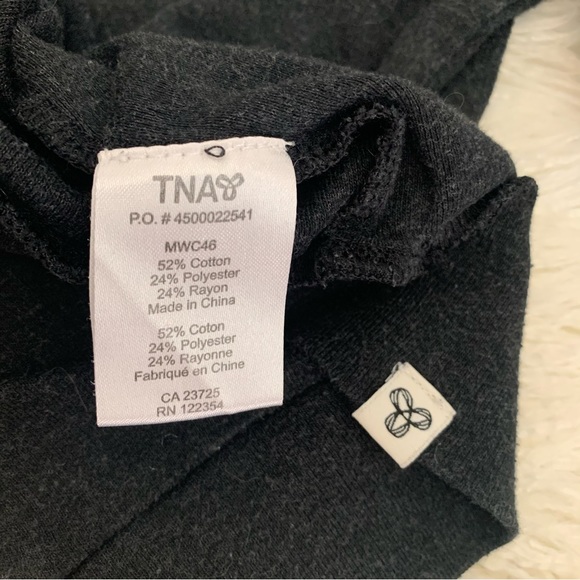 TNA
P.O. # 4500022541
MWC46
52% Cotton
24% Polyester
24% Rayon
Made in China
52% Coton
24% Polyester
24% Rayonne
Fabriqué en Chine
CA 23725
RN 122354